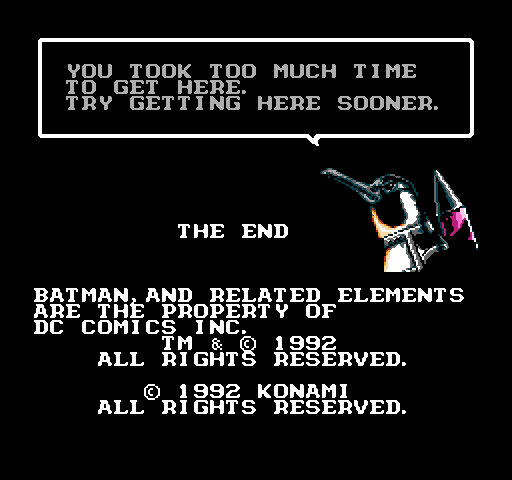 YOU TOOK TOO MUCH TIME
TO GET HERE.
TRY GETTING HERE SOONER.
THE END
BATMAN, AND RELATED ELEMENTS
ARE THE PROPERTY OF
DC COMICS INC.
TM & © 1992
ALL RIGHTS RESERVED.
© 1992 KONAMI
ALL RIGHTS RESERVED.